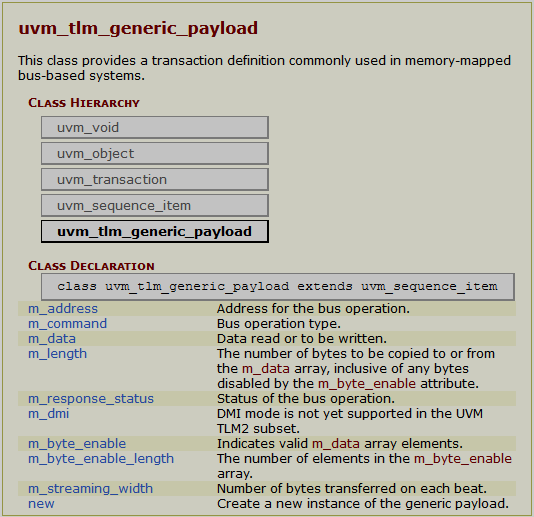 uvm_tlm_generic_payload
This class provides a transaction definition commonly used in memory-mapped
bus-based systems.
CLASS HIERARCHY
uvm_void
uvm_object
uvm_transaction
uvm_sequence_item
uvm_tlm_generic_payload
CLASS DECLARATION
class uvm_tlm_generic_payload extends uvm_sequence_item
m_address Address for the bus operation.
m_command Bus operation type.
m_data Data read or to be written.
m_length The number of bytes to be copied to or from
the m_data array, inclusive of any bytes
disabled by the m_byte_enable attribute.
m_response_status Status of the bus operation.
m_dmi DMI mode is not yet supported in the UVM
TLM2 subset.
m_byte_enable Indicates valid m_data array elements.
m_byte_enable_length The number of elements in the m_byte_enable
array.
m_streaming_width Number of bytes transferred on each beat.
new Create a new instance of the generic payload.